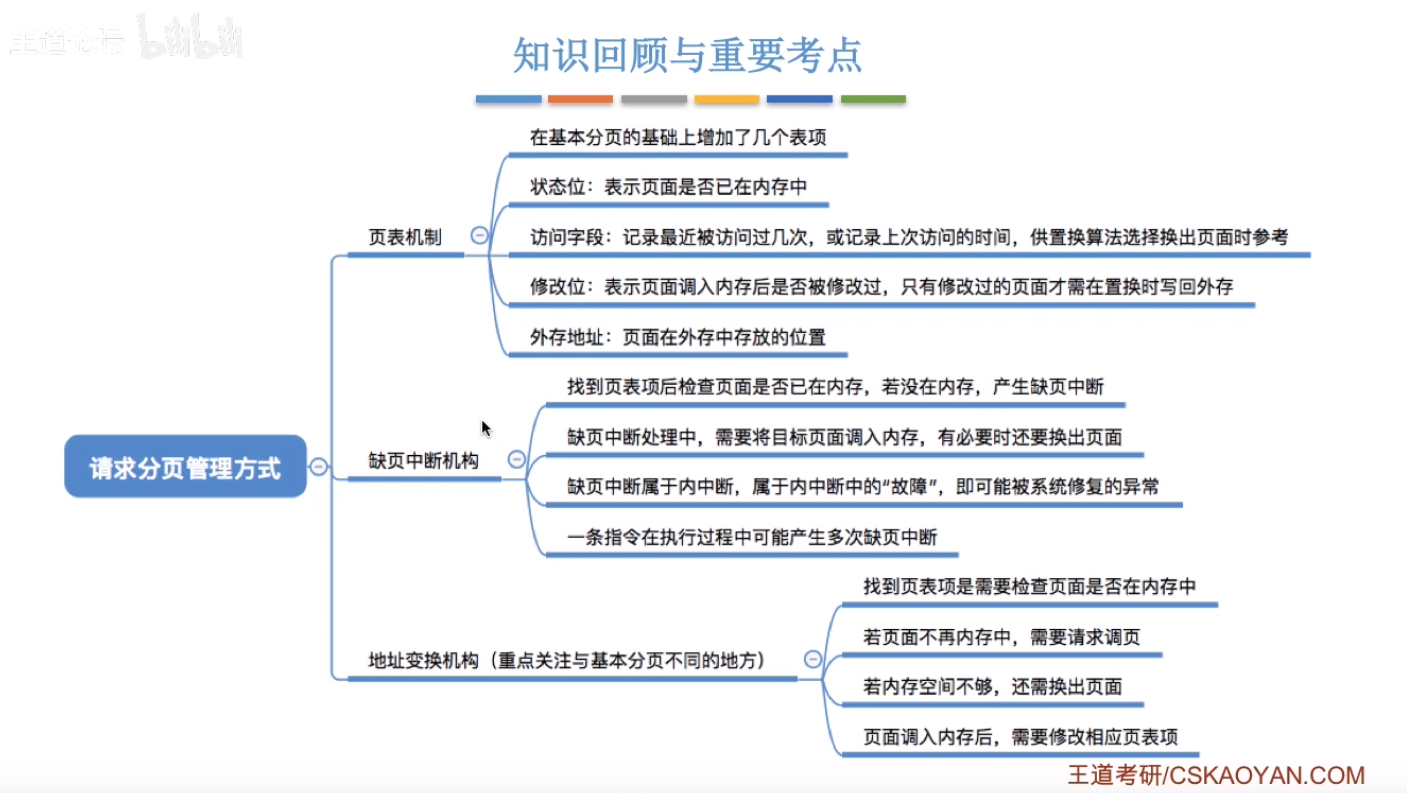 王道论坛 bilibili
知识回顾与重要考点
在基本分页的基础上增加了几个表项
状态位：表示页面是否已在内存中
页表机制
访问字段：记录最近被访问过几次，或记录上次访问的时间，供置换算法选择换出页面时参考
修改位：表示页面调入内存后是否被修改过，只有修改过的页面才需在置换时写回外存
外存地址：页面在外存中存放的位置
找到页表项后检查页面是否已在内存，若没在内存，产生缺页中断
缺页中断处理中，需要将目标页面调入内存，有必要时还要换出页面
缺页中断机构
请求分页管理方式
缺页中断属于内中断，属于内中断中的“故障”，即可能被系统修复的异常
一条指令在执行过程中可能产生多次缺页中断
找到页表项是需要检查页面是否在内存中
若页面不再内存中，需要请求调页
地址变换机构（重点关注与基本分页不同的地方）
若内存空间不够，还需换出页面
页面调入内存后，需要修改相应页表项
王道考研/CSKAOYAN.COM